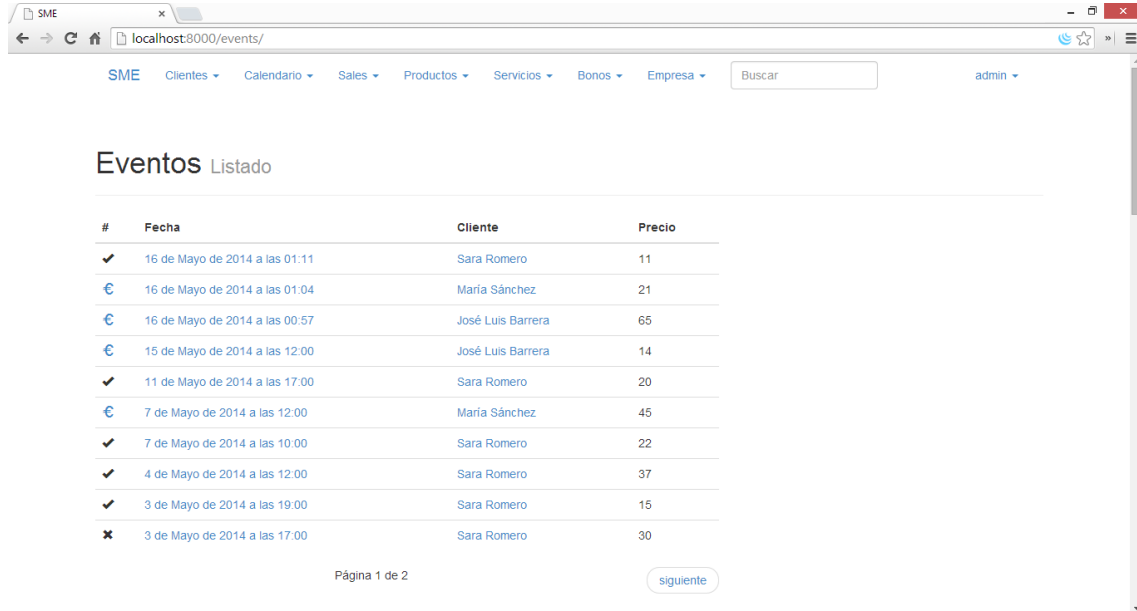 SME
localhost:8000/events/
SME Clientes Calendario Sales Productos Servicios Bonos Empresa Buscar admin
Eventos Listado
# Fecha Cliente Precio
16 de Mayo de 2014 a las 01:11 Sara Romero 11
€ 16 de Mayo de 2014 a las 01:04 María Sánchez 21
€ 16 de Mayo de 2014 a las 00:57 José Luis Barrera 65
€ 15 de Mayo de 2014 a las 12:00 José Luis Barrera 14
11 de Mayo de 2014 a las 17:00 Sara Romero 20
€ 7 de Mayo de 2014 a las 12:00 María Sánchez 45
7 de Mayo de 2014 a las 10:00 Sara Romero 22
4 de Mayo de 2014 a las 12:00 Sara Romero 37
3 de Mayo de 2014 a las 19:00 Sara Romero 15
3 de Mayo de 2014 a las 17:00 Sara Romero 30
Página 1 de 2 siguiente